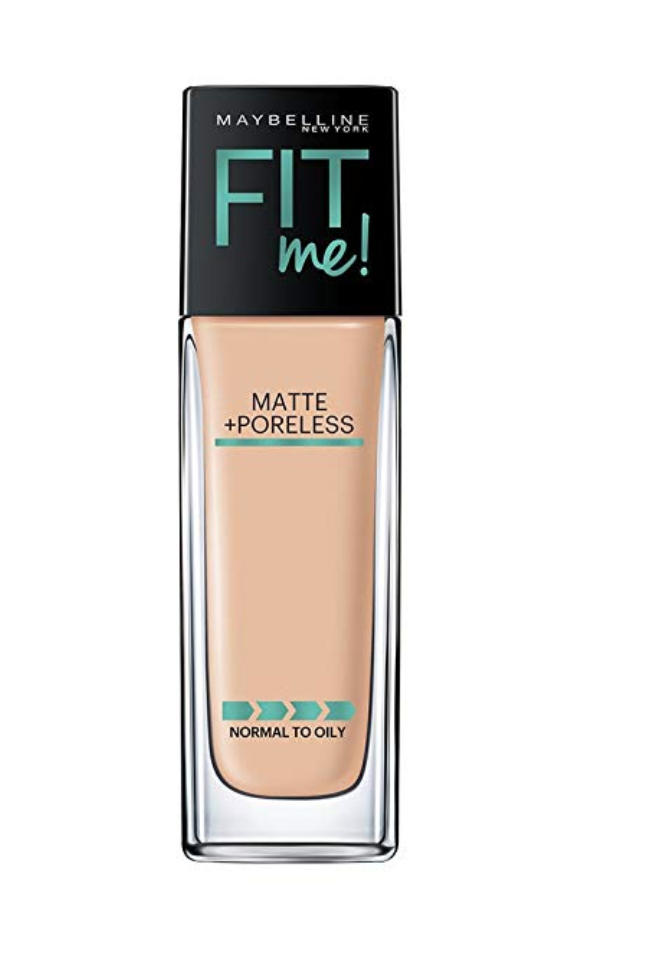 MAYBELLINE
NEW YORK
FIT
me!
MATTE
+PORELESS
NORMAL TO OILY